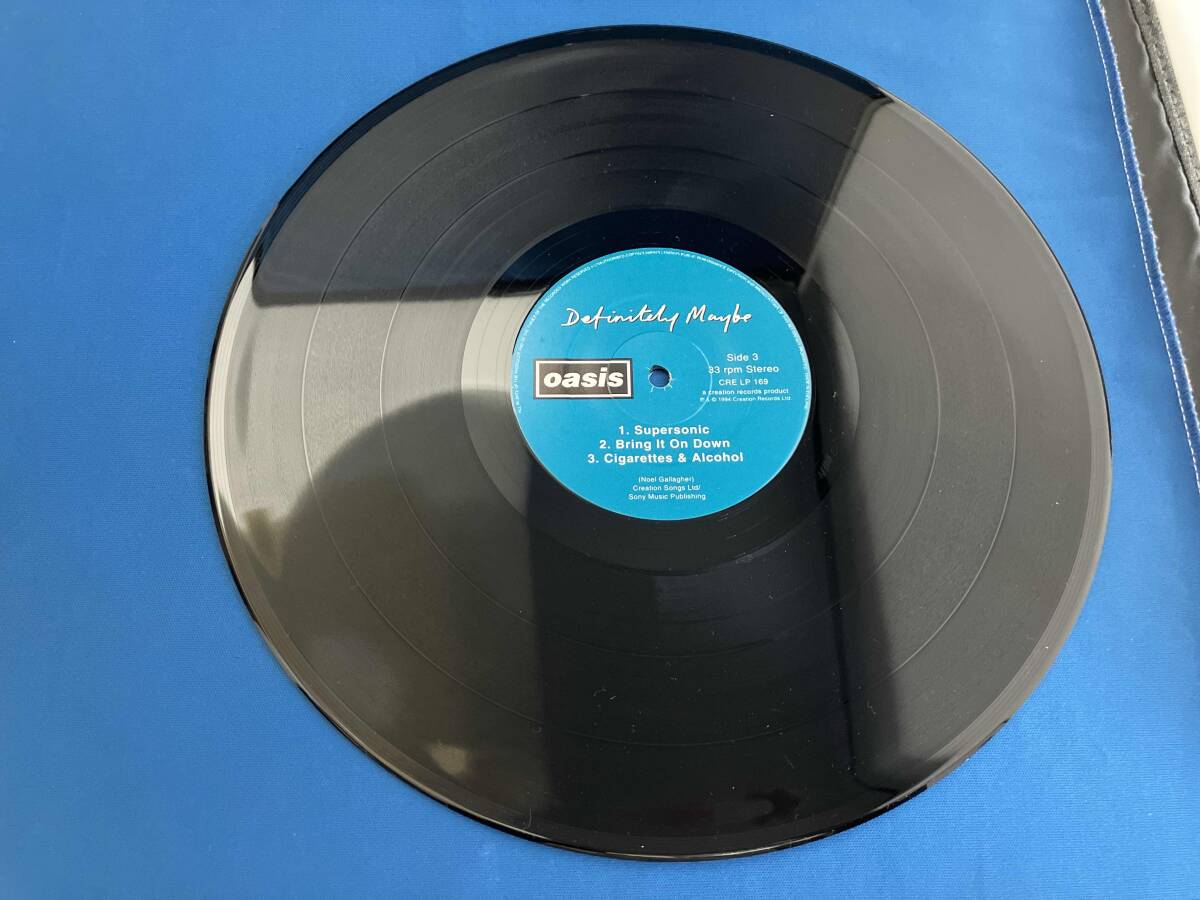 Definitely Maybe
oasis
Side 3
33 rpm Stereo
CRE LP 169
a creation records product
℗ & © 1994 Creation Records Ltd
1. Supersonic
2. Bring It On Down
3. Cigarettes & Alcohol
(Noel Gallagher)
Creation Songs Ltd/
Sony Music Publishing